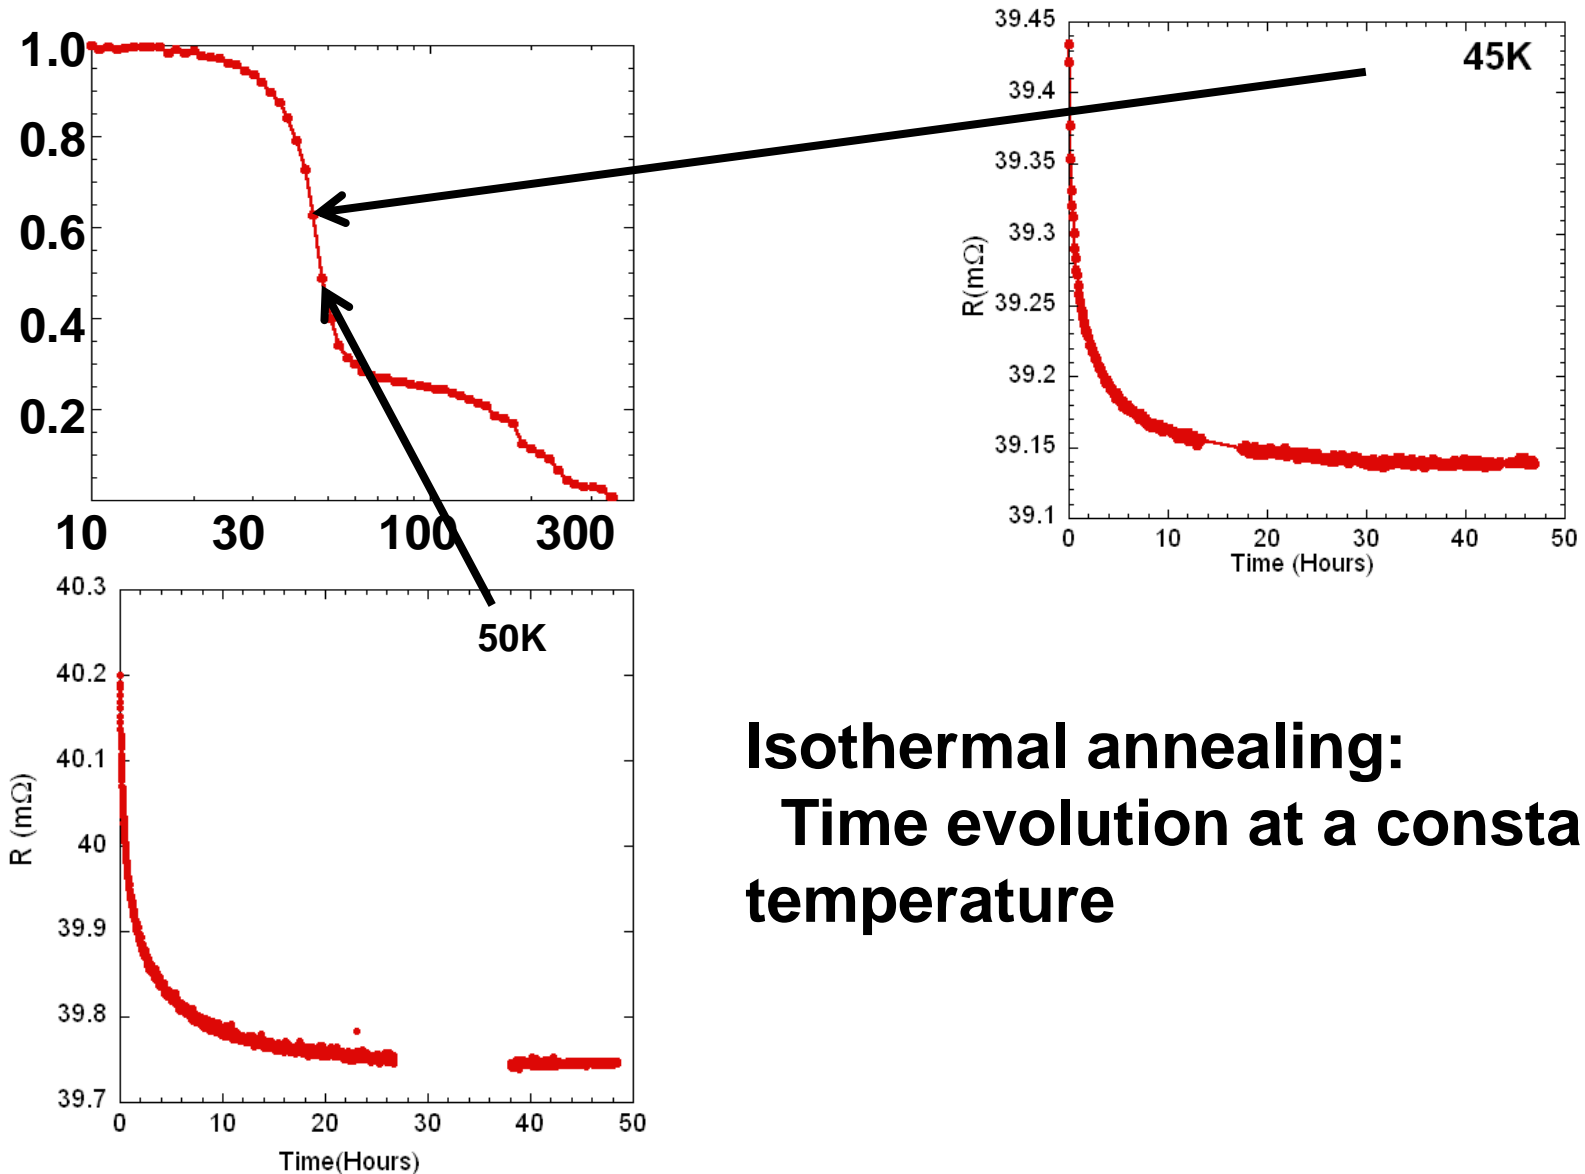 1.0
0.8
0.6
0.4
0.2
10 30 100 300
39.45
39.4
39.35
39.3
39.25
39.2
39.15
39.1
R(mΩ)
45K
0 10 20 30 40 50
Time (Hours)
40.3
40.2
40.1
40
39.9
39.8
39.7
R (mΩ)
50K
0 10 20 30 40 50
Time(Hours)
Isothermal annealing:
Time evolution at a consta
temperature